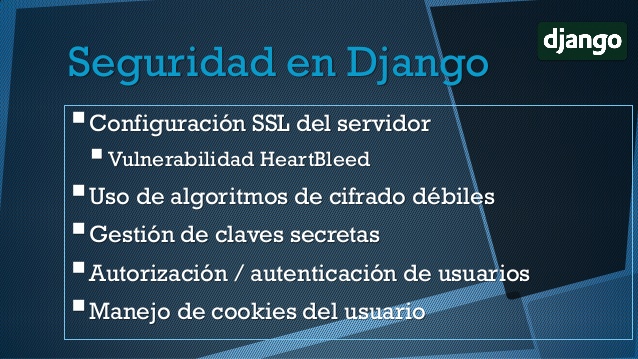 django
Seguridad en Django
Configuración SSL del servidor
Vulnerabilidad HeartBleed
Uso de algoritmos de cifrado débiles
Gestión de claves secretas
Autorización / autenticación de usuarios
Manejo de cookies del usuario